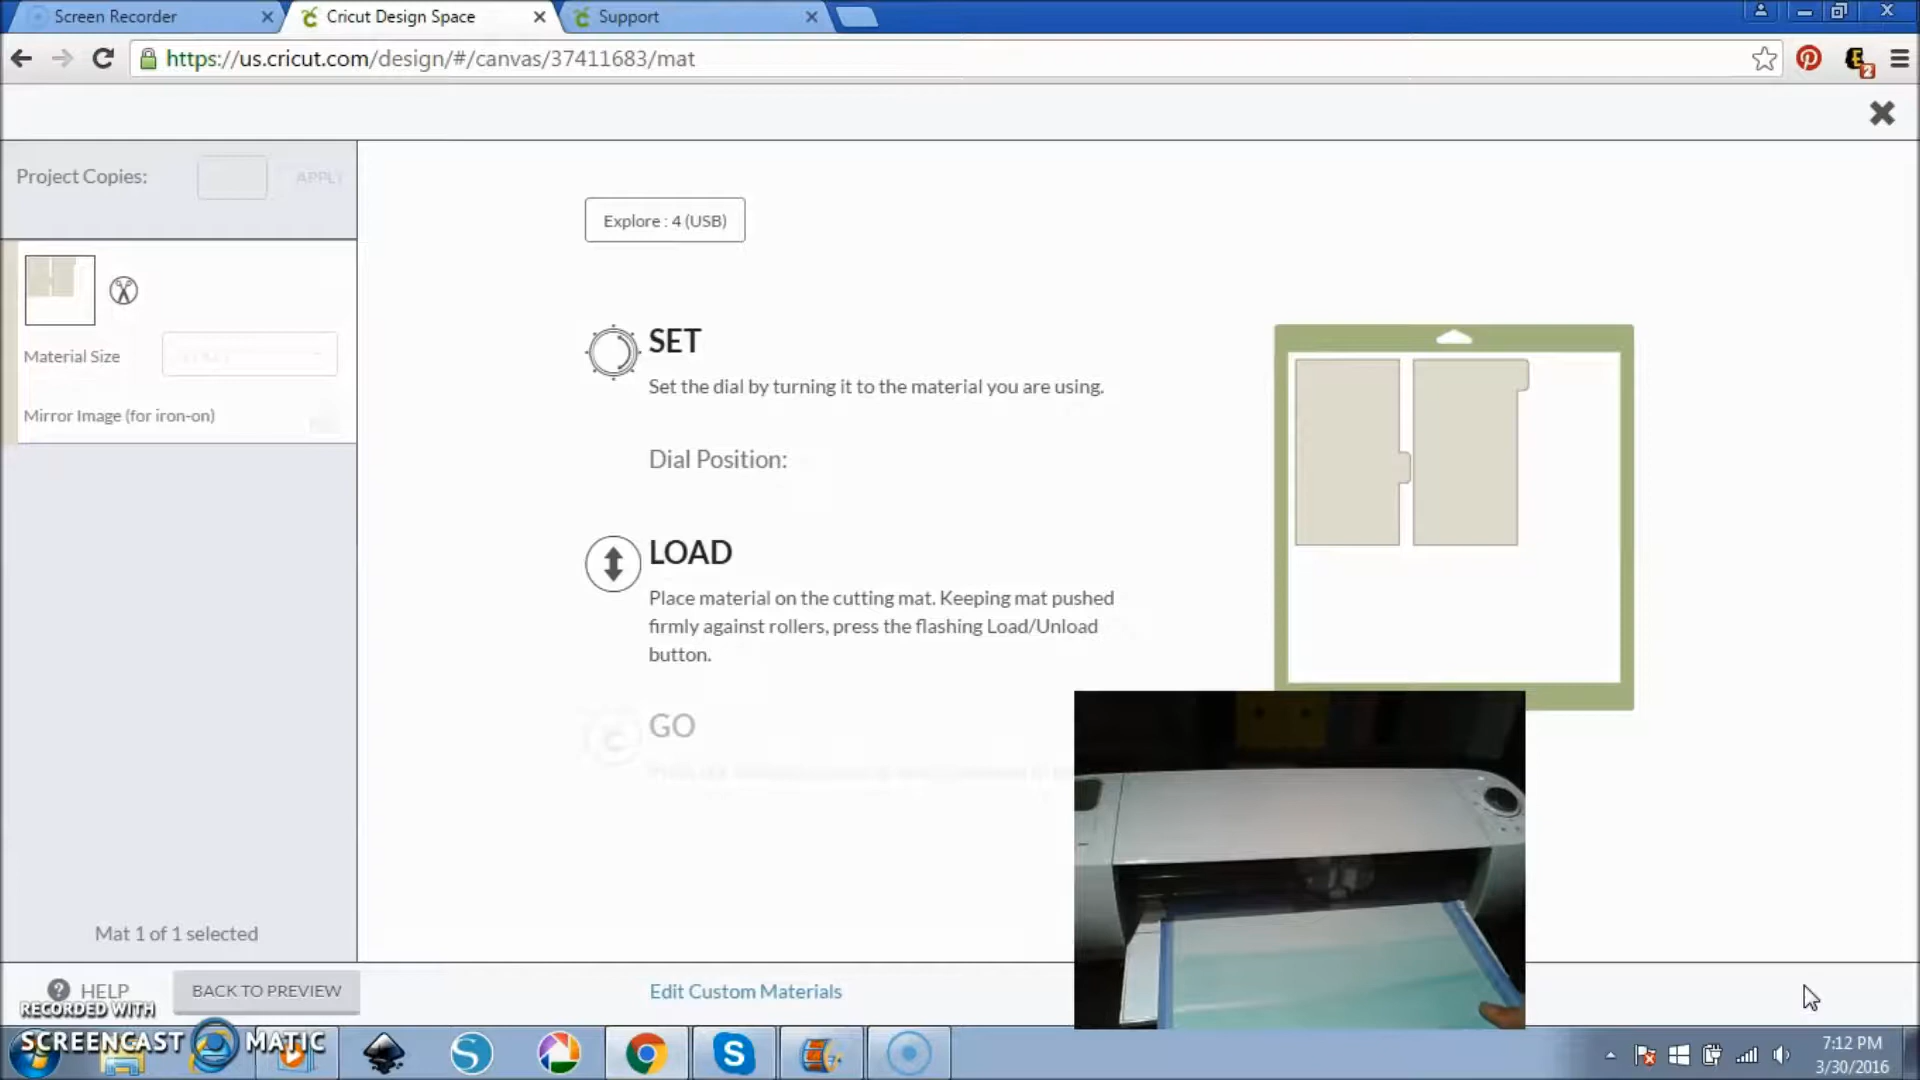 Screen Recorder
Cricut Design Space
Support
https://us.cricut.com/design/#/canvas/37411683/mat
2
Project Copies:
APPLY
Explore : 4 (USB)
SET
Set the dial by turning it to the material you are using.
Material Size
Mirror Image (for iron-on)
Dial Position:
LOAD
Place material on the cutting mat. Keeping mat pushed
firmly against rollers, press the flashing Load/Unload
button.
GO
Mat 1 of 1 selected
HELP
BACK TO PREVIEW
Edit Custom Materials
RECORDED WITH
SCREENCAST MATIC
7:12 PM
3/30/2016